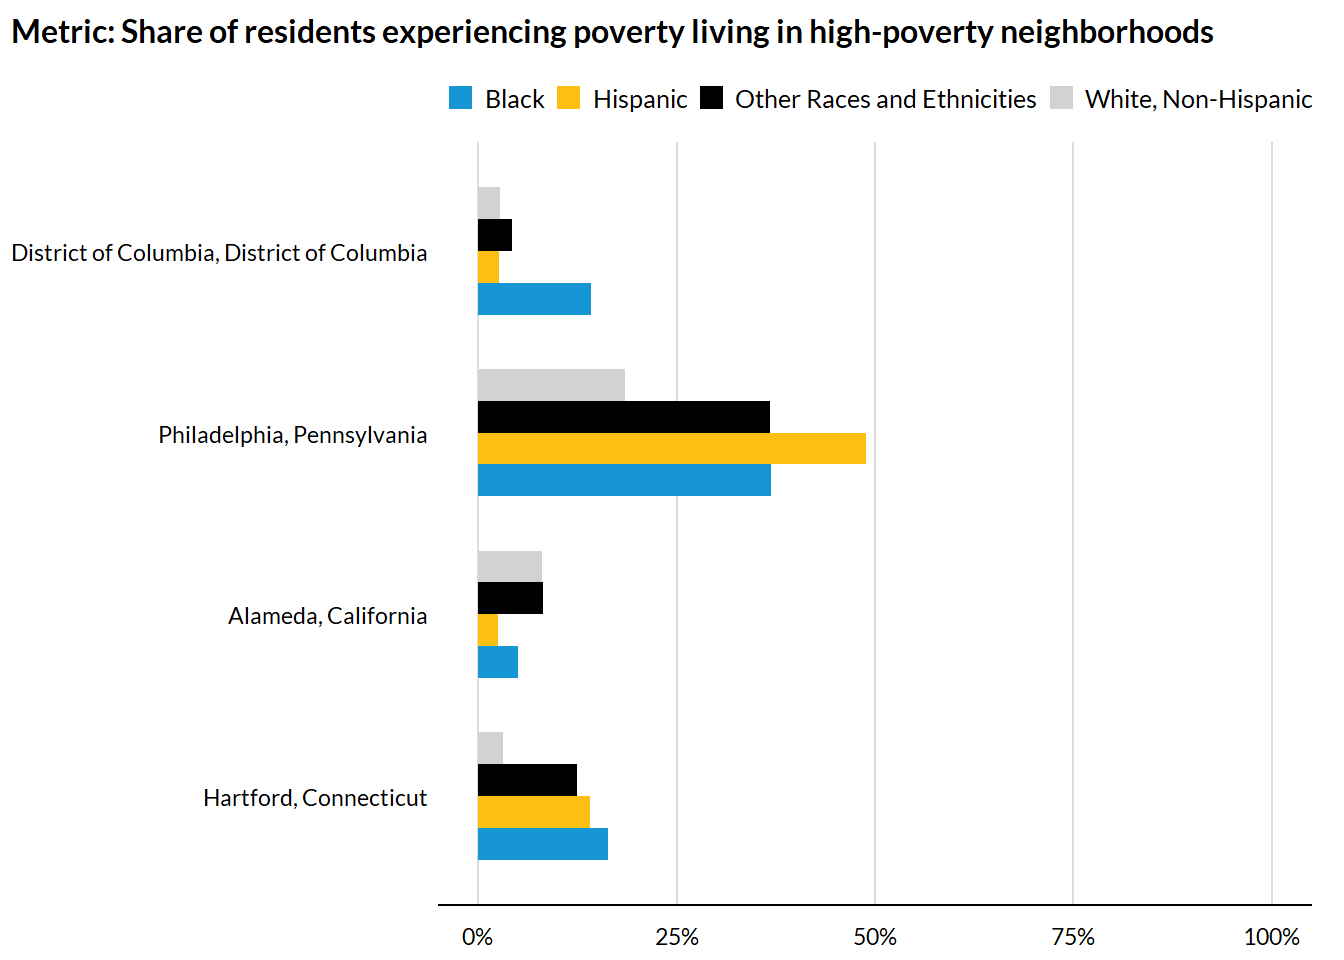 Metric: Share of residents experiencing poverty living in high-poverty neighborhoods
Black Hispanic Other Races and Ethnicities White, Non-Hispanic
District of Columbia, District of Columbia
Philadelphia, Pennsylvania
Alameda, California
Hartford, Connecticut
0% 25% 50% 75% 100%